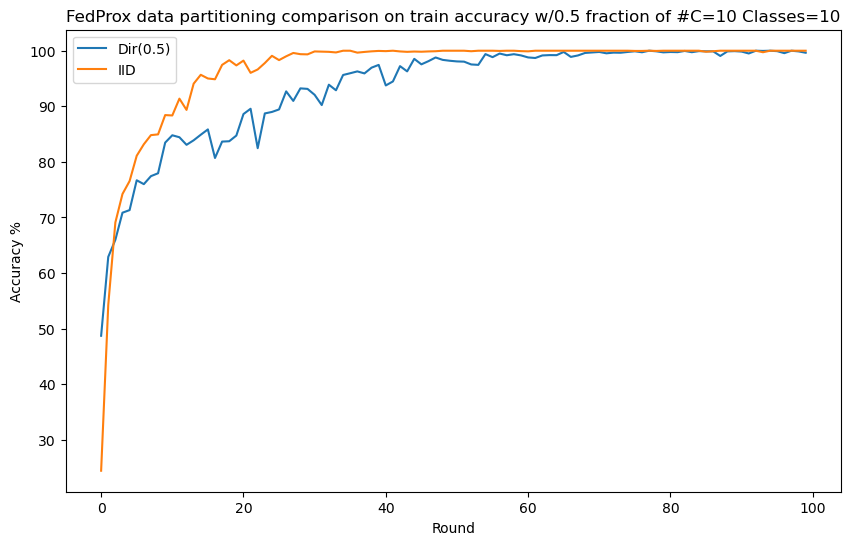 FedProx data partitioning comparison on train accuracy w/0.5 fraction of #C=10 Classes=10
Dir(0.5)
IID
100
90
80
70
60
50
40
30
Accuracy %
0
20
40
60
80
100
Round